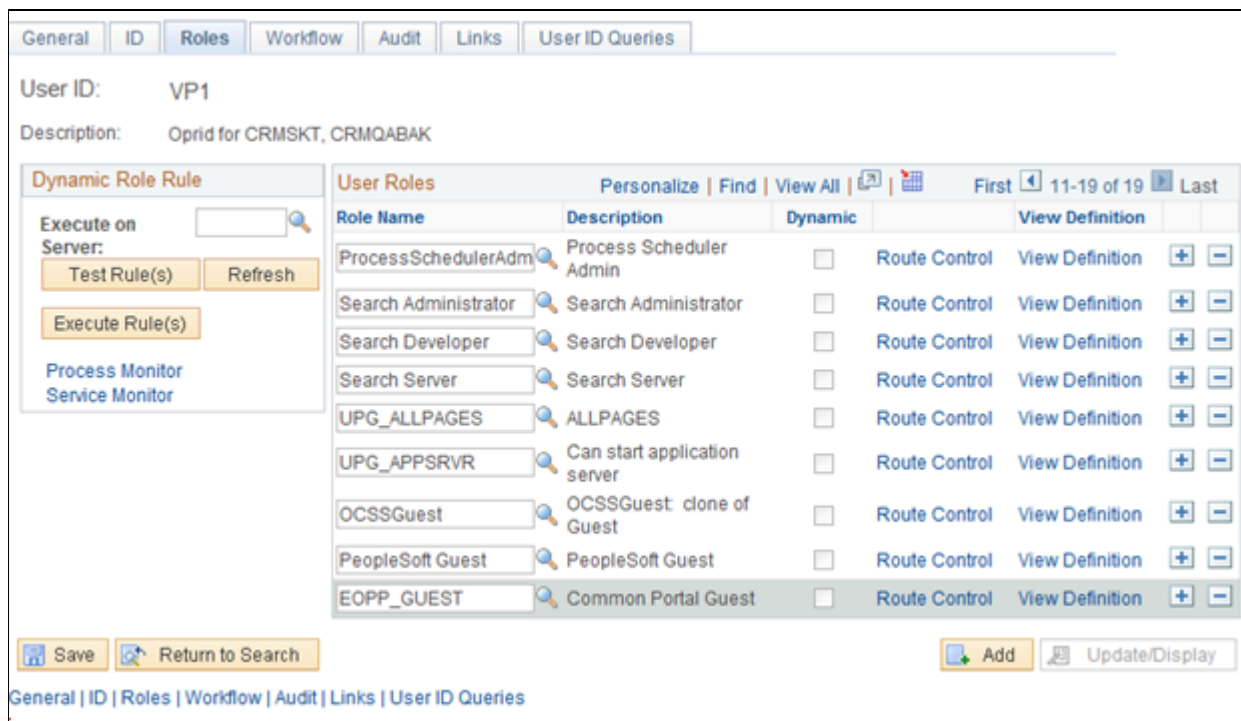 General ID Roles Workflow Audit Links User ID Queries
User ID: VP1
Description: Oprid for CRMSKT, CRMQABAK
Dynamic Role Rule
Execute on
Server:
Test Rule(s) Refresh
Execute Rule(s)
Process Monitor
Service Monitor
User Roles Personalize | Find | View All | | First 11-19 of 19 Last
Role Name Description Dynamic View Definition
ProcessSchedulerAdm Process Scheduler
Admin Route Control View Definition
Search Administrator Search Administrator Route Control View Definition
Search Developer Search Developer Route Control View Definition
Search Server Search Server Route Control View Definition
UPG_ALLPAGES ALLPAGES Route Control View Definition
UPG_APPSRVR Can start application
server Route Control View Definition
OCSSGuest OCSSGuest: clone of
Guest Route Control View Definition
PeopleSoft Guest PeopleSoft Guest Route Control View Definition
EOPP_GUEST Common Portal Guest Route Control View Definition
Save Return to Search Add Update/Display
General | ID | Roles | Workflow | Audit | Links | User ID Queries